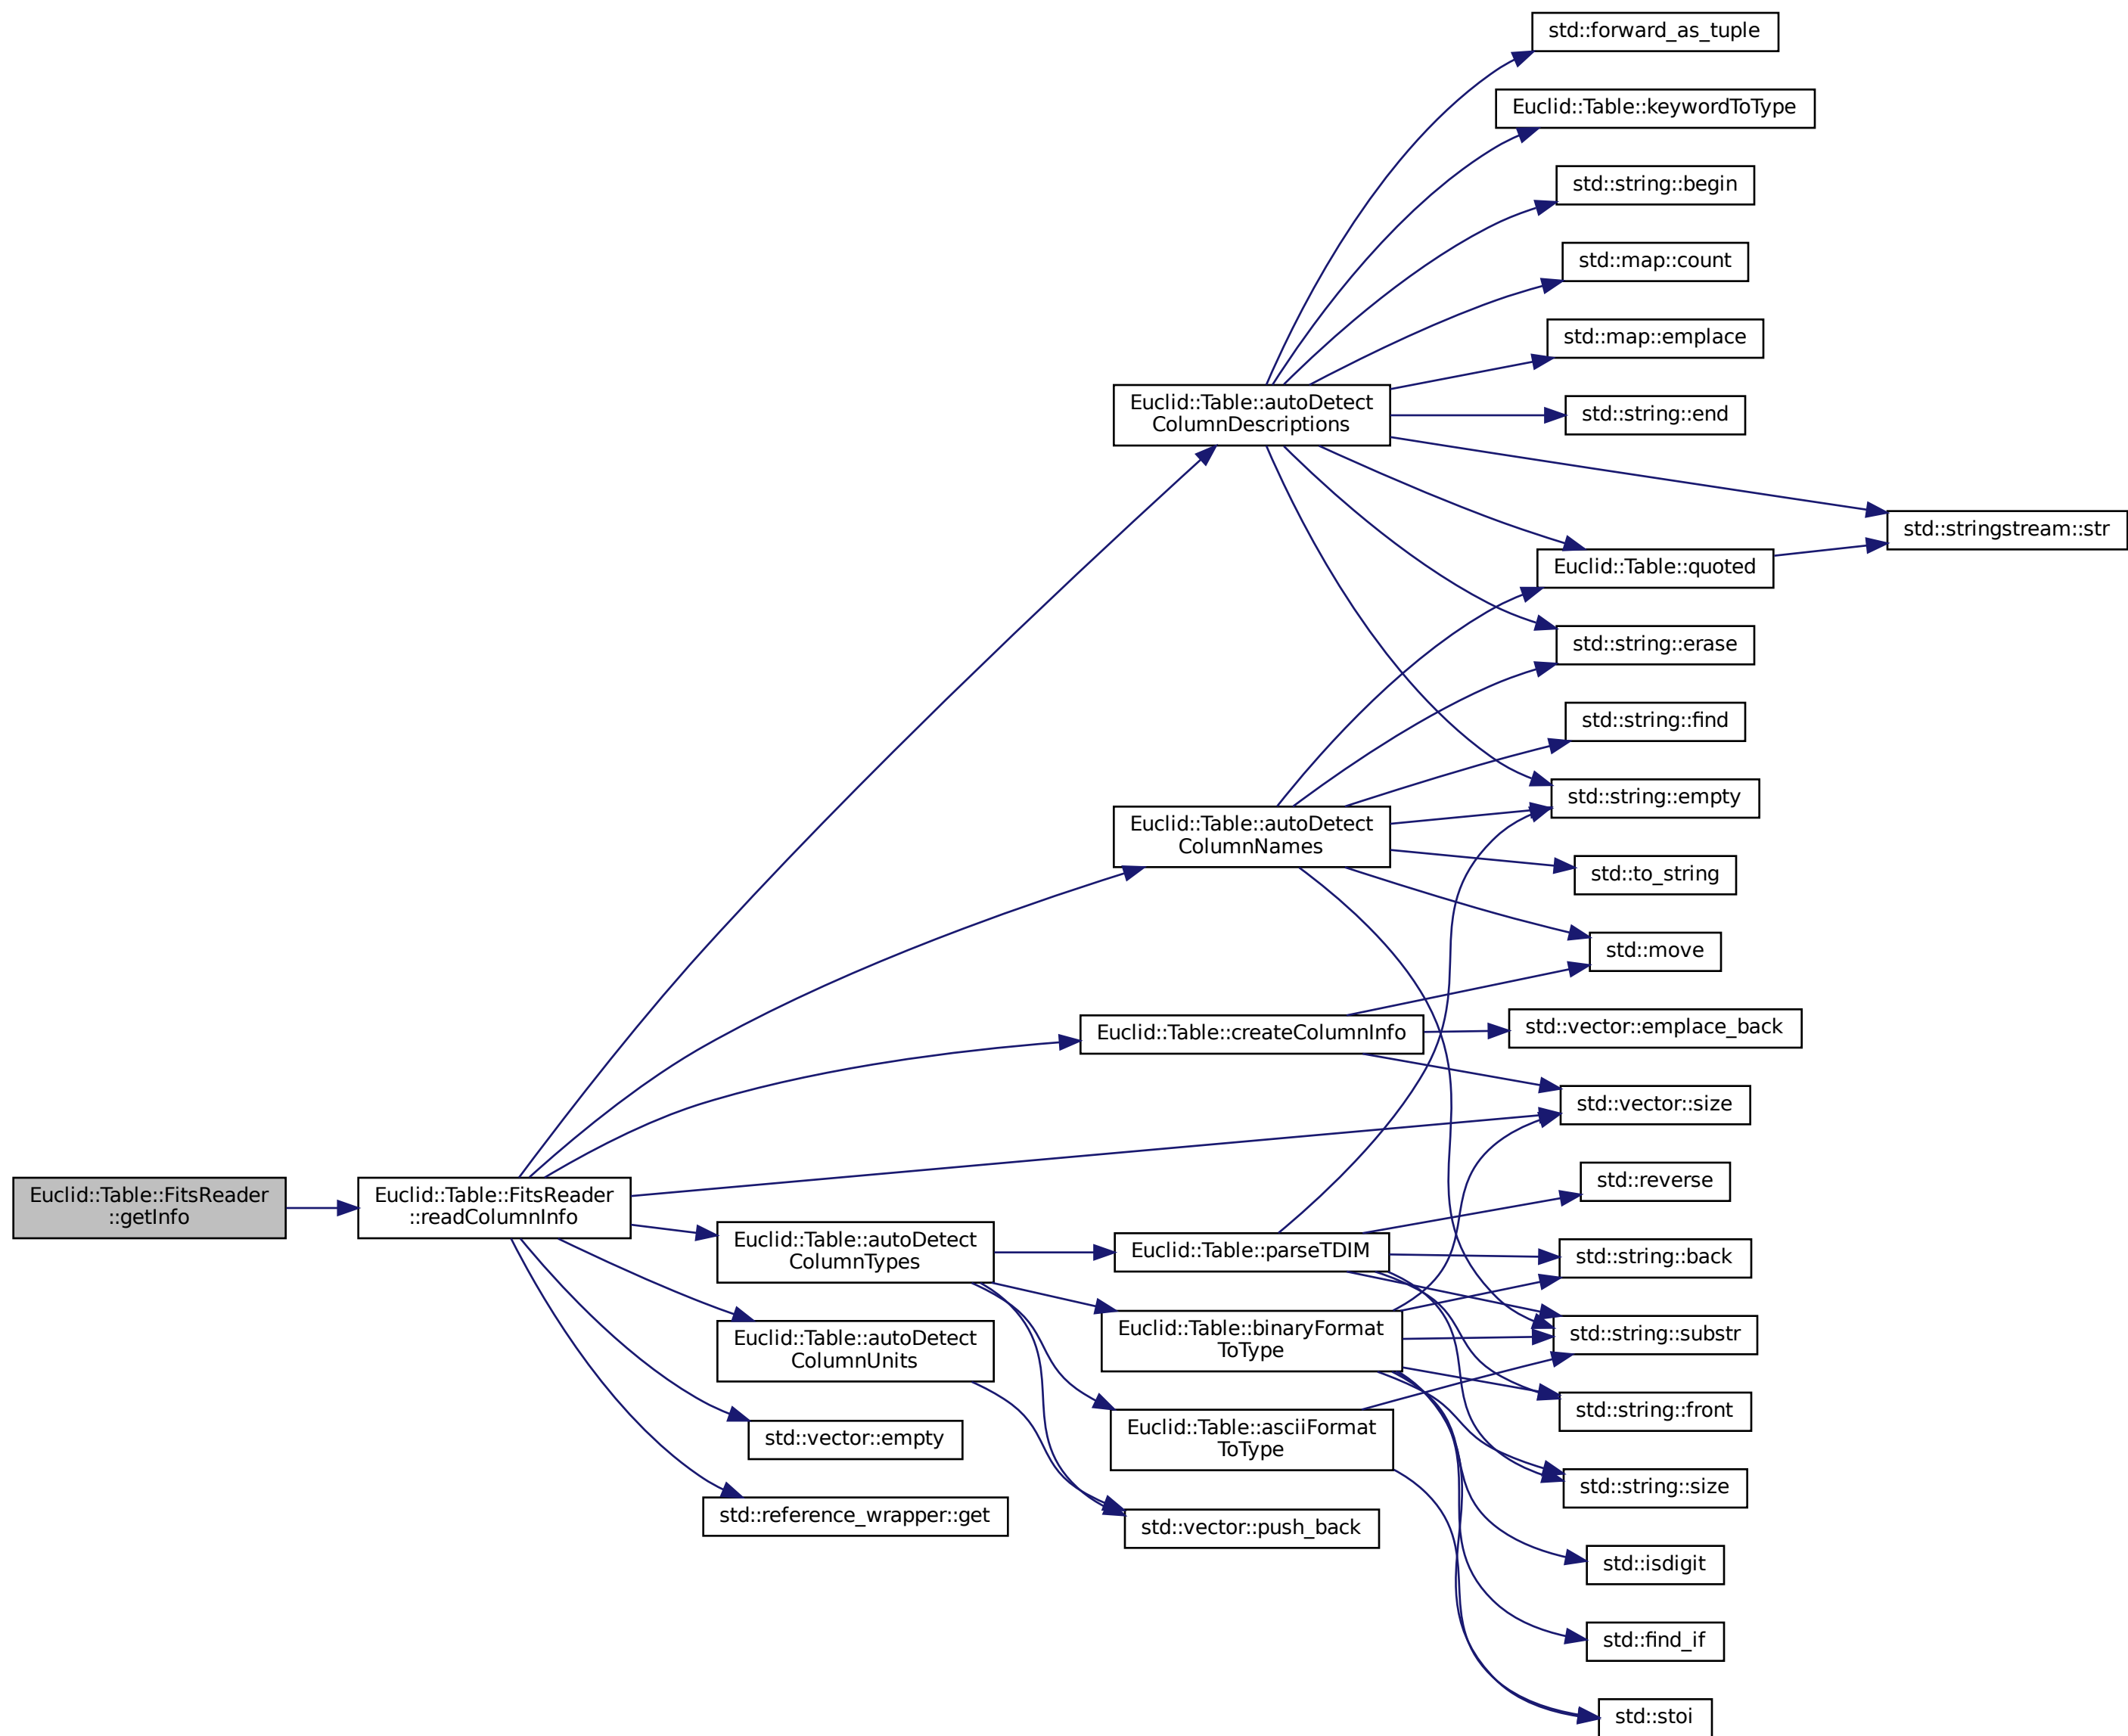 std::forward_as_tuple
Euclid::Table::keywordToType
std::string::begin
std::map::count
std::map::emplace
Euclid::Table::autoDetect
ColumnDescriptions
std::string::end
std::stringstream::str
Euclid::Table::quoted
std::string::erase
std::string::find
std::string::empty
Euclid::Table::autoDetect
ColumnNames
std::to_string
std::move
Euclid::Table::createColumnInfo
std::vector::emplace_back
std::vector::size
Euclid::Table::FitsReader
::getInfo
Euclid::Table::FitsReader
::readColumnInfo
std::reverse
Euclid::Table::autoDetect
ColumnTypes
Euclid::Table::parseTDIM
std::string::back
Euclid::Table::binaryFormat
ToType
std::string::substr
Euclid::Table::autoDetect
ColumnUnits
std::string::front
Euclid::Table::asciiFormat
ToType
std::vector::empty
std::string::size
std::reference_wrapper::get
std::vector::push_back
std::isdigit
std::find_if
std::stoi